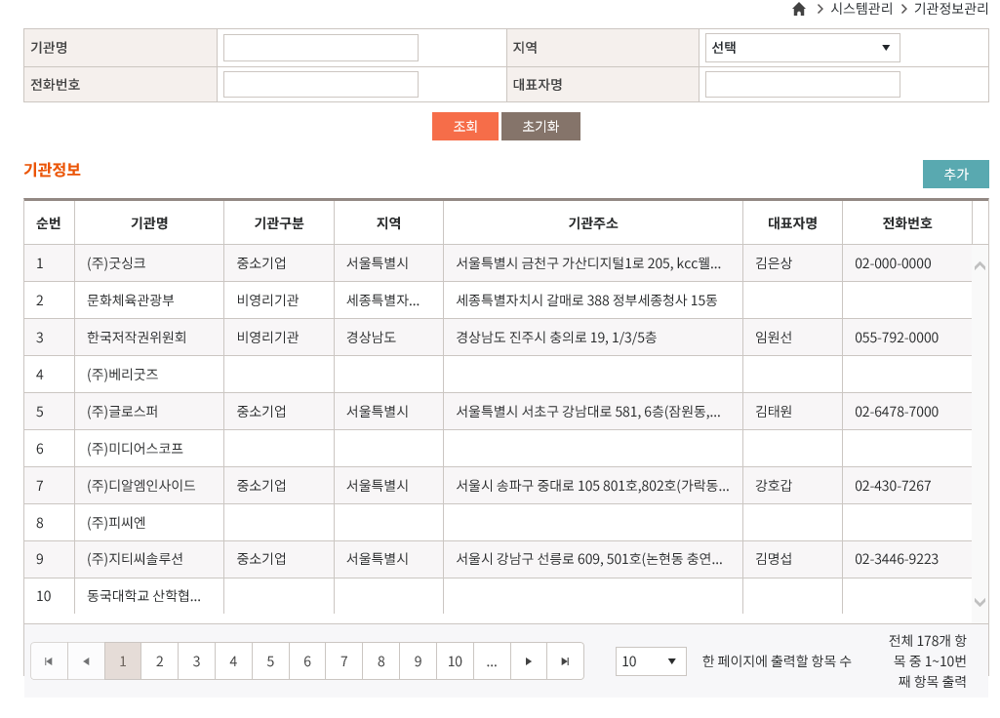 시스템관리 > 기관정보관리
기관명 지역 선택
전화번호 대표자명
조회 초기화
기관정보 추가
순번 기관명 기관구분 지역 기관주소 대표자명 전화번호
1 (주)굿싱크 중소기업 서울특별시 서울특별시 금천구 가산디지털1로 205, kcc웰... 김은상 02-000-0000
2 문화체육관광부 비영리기관 세종특별자... 세종특별자치시 갈매로 388 정부세종청사 15동
3 한국저작권위원회 비영리기관 경상남도 경상남도 진주시 충의로 19, 1/3/5층 임원선 055-792-0000
4 (주)베리굿즈
5 (주)글로스퍼 중소기업 서울특별시 서울특별시 서초구 강남대로 581, 6층(잠원동,... 김태원 02-6478-7000
6 (주)미디어스코프
7 (주)디알엠인사이드 중소기업 서울특별시 서울시 송파구 중대로 105 801호,802호(가락동... 강호갑 02-430-7267
8 (주)피씨엔
9 (주)지티씨솔루션 중소기업 서울특별시 서울시 강남구 선릉로 609, 501호(논현동 충연... 김명섭 02-3446-9223
10 동국대학교 산학협...
1 2 3 4 5 6 7 8 9 10 ... 10 한 페이지에 출력할 항목 수
전체 178개 항
목 중 1~10번
째 항목 출력